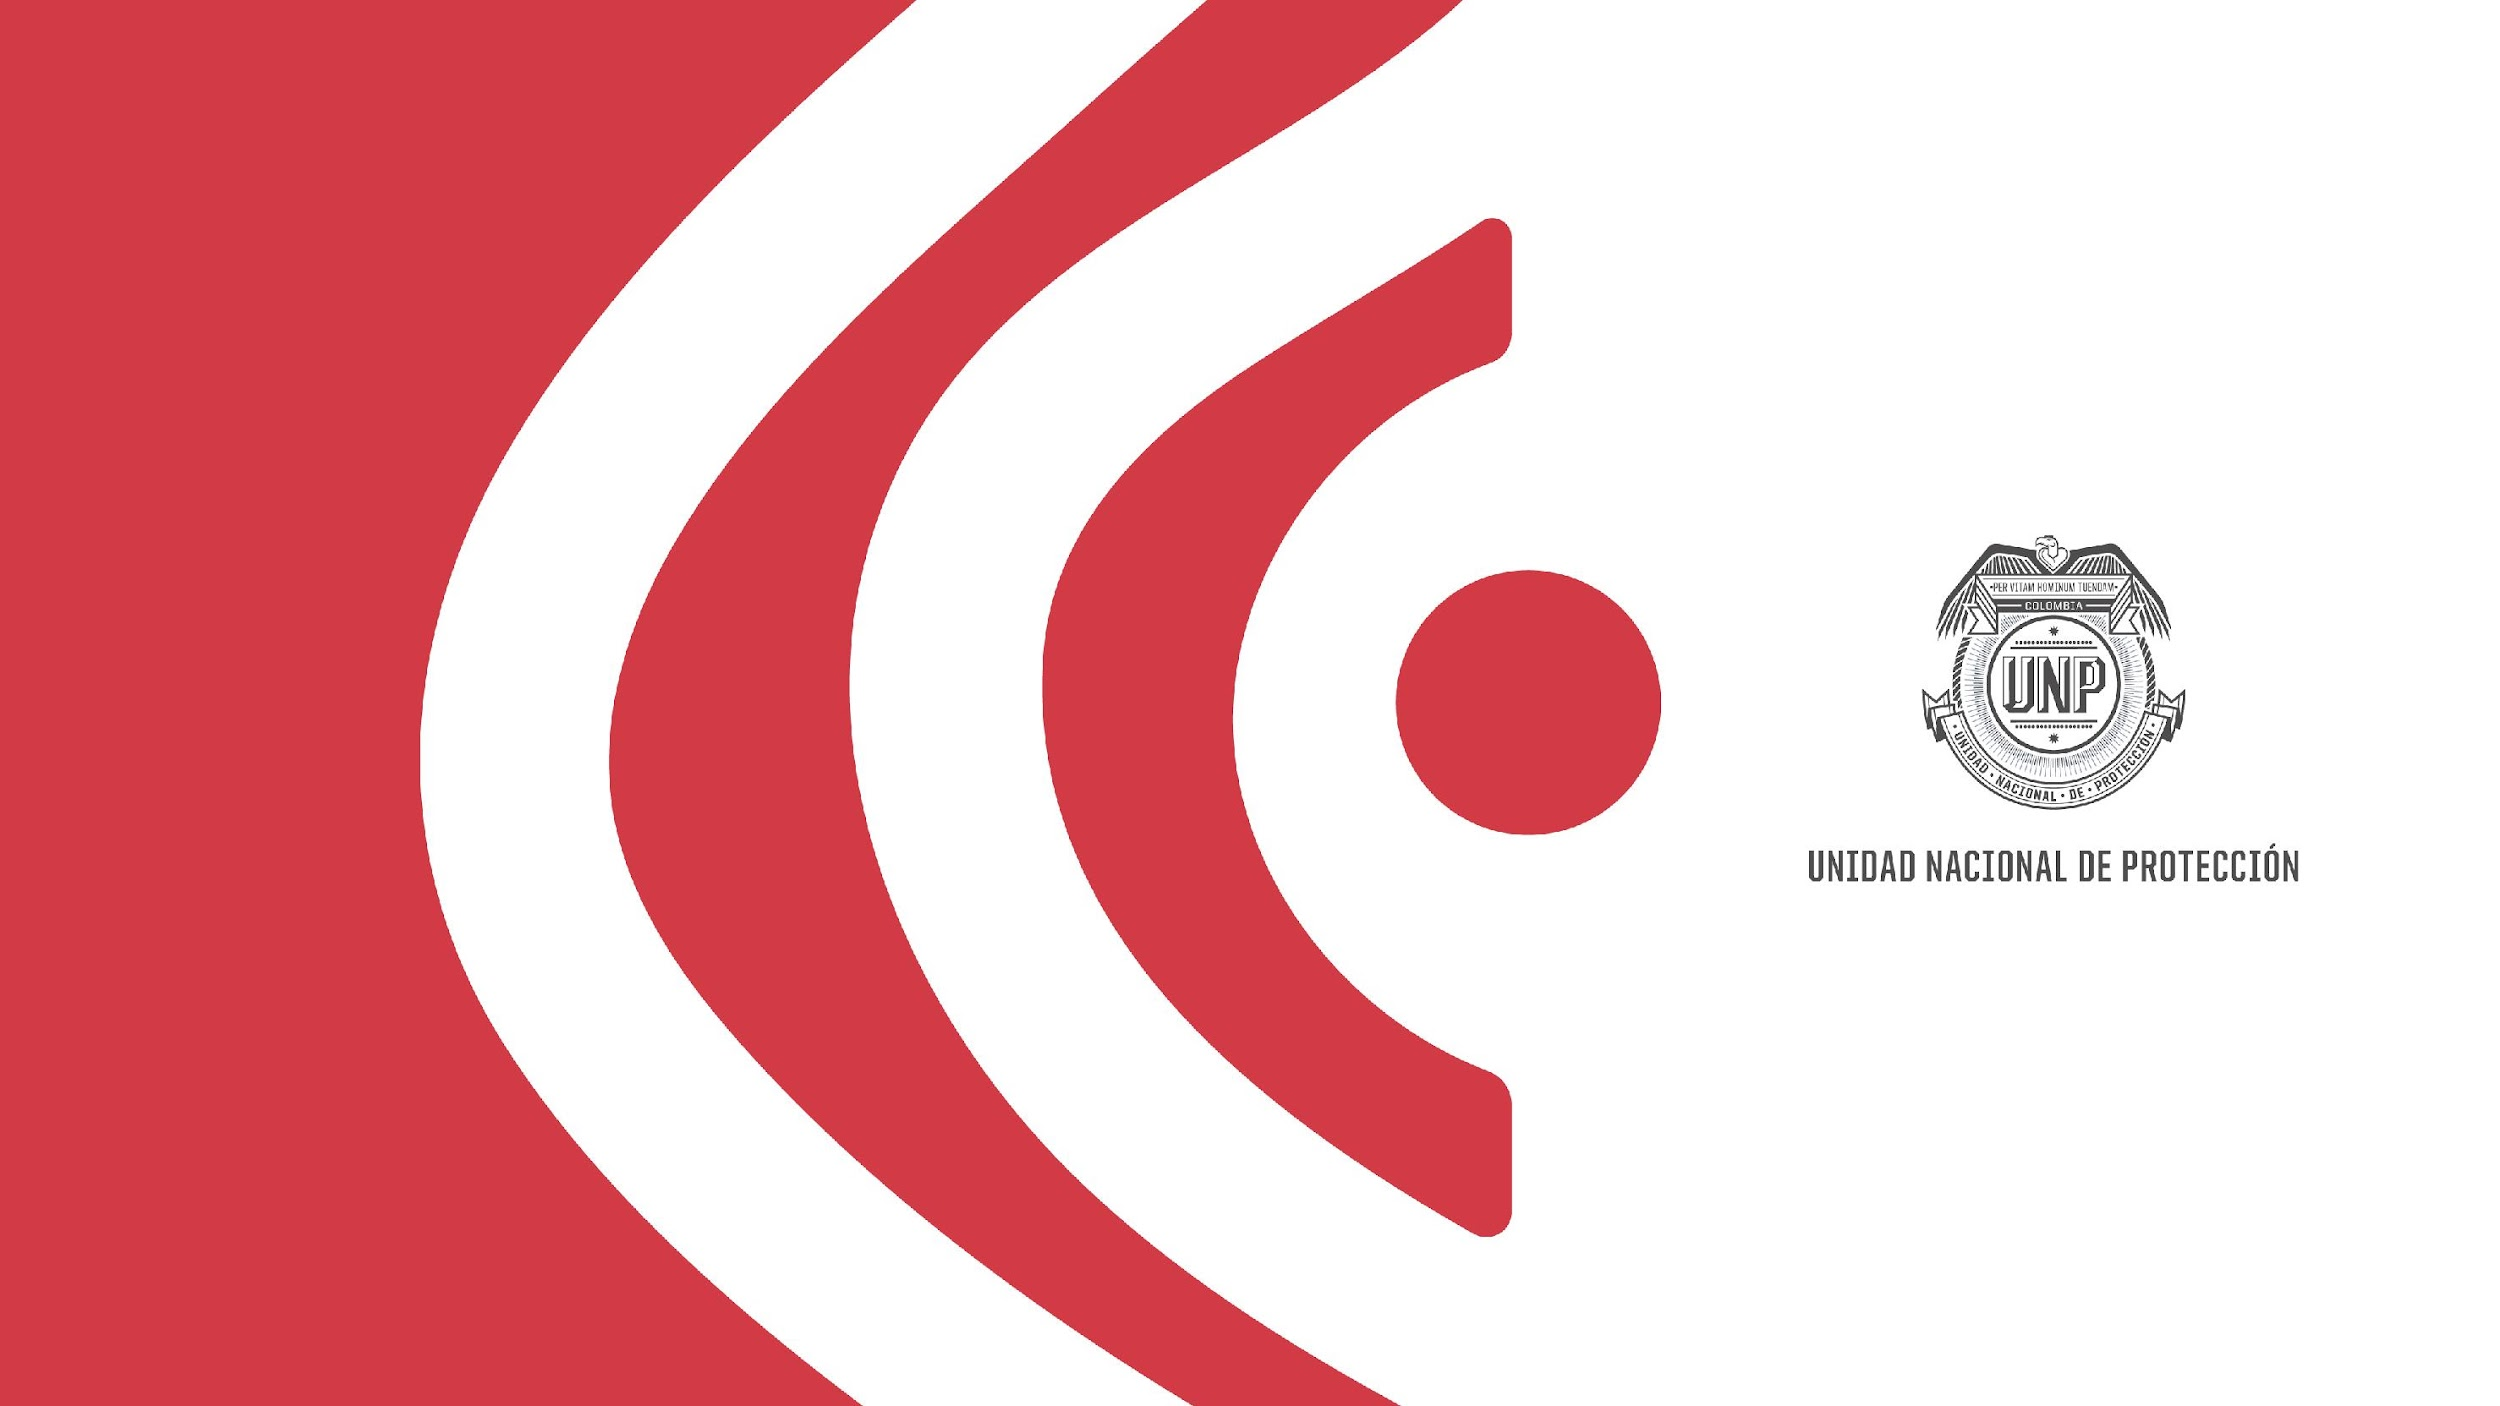 PER VITAM HOMINUM TUENDAM
COLOMBIA
UNP
UNIDAD • NACIONAL • DE • PROTECCIÓN
UNIDAD NACIONAL DE PROTECCIÓN